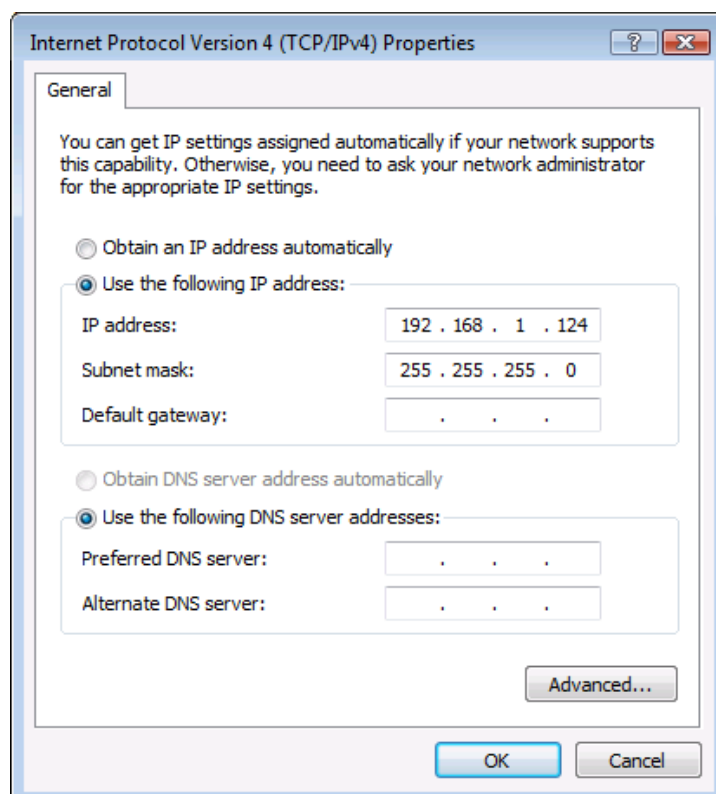 Internet Protocol Version 4 (TCP/IPv4) Properties
General
You can get IP settings assigned automatically if your network supports
this capability. Otherwise, you need to ask your network administrator
for the appropriate IP settings.
Obtain an IP address automatically
Use the following IP address:
IP address: 192 . 168 . 1 . 124
Subnet mask: 255 . 255 . 255 . 0
Default gateway: . . .
Obtain DNS server address automatically
Use the following DNS server addresses:
Preferred DNS server: . . .
Alternate DNS server: . . .
Advanced...
OK Cancel